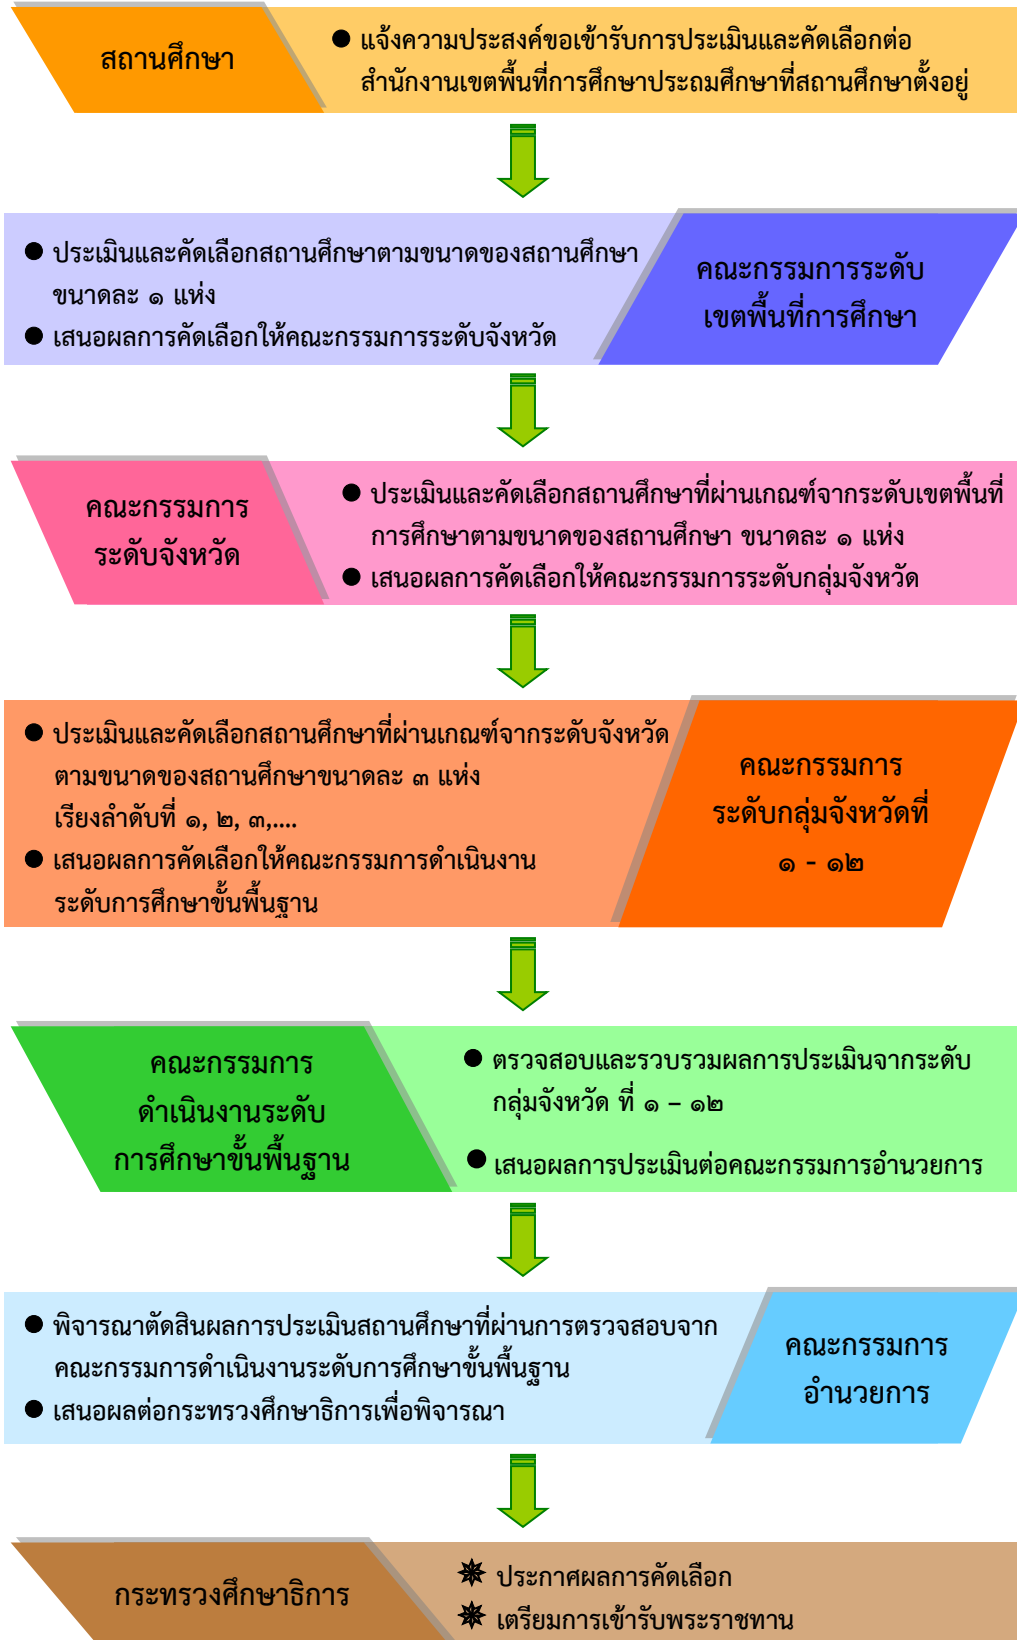 สถานศึกษา
● แจ้งความประสงค์ขอเข้ารับการประเมินและคัดเลือกต่อ
สำนักงานเขตพื้นที่การศึกษาประถมศึกษาที่สถานศึกษาตั้งอยู่
● ประเมินและคัดเลือกสถานศึกษาตามขนาดของสถานศึกษา
ขนาดละ ๑ แห่ง
● เสนอผลการคัดเลือกให้คณะกรรมการระดับจังหวัด
คณะกรรมการระดับ
เขตพื้นที่การศึกษา
คณะกรรมการ
ระดับจังหวัด
● ประเมินและคัดเลือกสถานศึกษาที่ผ่านเกณฑ์จากระดับเขตพื้นที่
การศึกษาตามขนาดของสถานศึกษา ขนาดละ ๑ แห่ง
● เสนอผลการคัดเลือกให้คณะกรรมการระดับกลุ่มจังหวัด
● ประเมินและคัดเลือกสถานศึกษาที่ผ่านเกณฑ์จากระดับจังหวัด
ตามขนาดของสถานศึกษาขนาดละ ๓ แห่ง
เรียงลำดับที่ ๑, ๒, ๓,....
● เสนอผลการคัดเลือกให้คณะกรรมการดำเนินงาน
ระดับการศึกษาขั้นพื้นฐาน
คณะกรรมการ
ระดับกลุ่มจังหวัดที่
๑ - ๑๒
คณะกรรมการ
ดำเนินงานระดับ
การศึกษาขั้นพื้นฐาน
● ตรวจสอบและรวบรวมผลการประเมินจากระดับ
กลุ่มจังหวัด ที่ ๑ – ๑๒
● เสนอผลการประเมินต่อคณะกรรมการอำนวยการ
● พิจารณาตัดสินผลการประเมินสถานศึกษาที่ผ่านการตรวจสอบจาก
คณะกรรมการดำเนินงานระดับการศึกษาขั้นพื้นฐาน
● เสนอผลต่อกระทรวงศึกษาธิการเพื่อพิจารณา
คณะกรรมการ
อำนวยการ
กระทรวงศึกษาธิการ
✵ ประกาศผลการคัดเลือก
✵ เตรียมการเข้ารับพระราชทาน